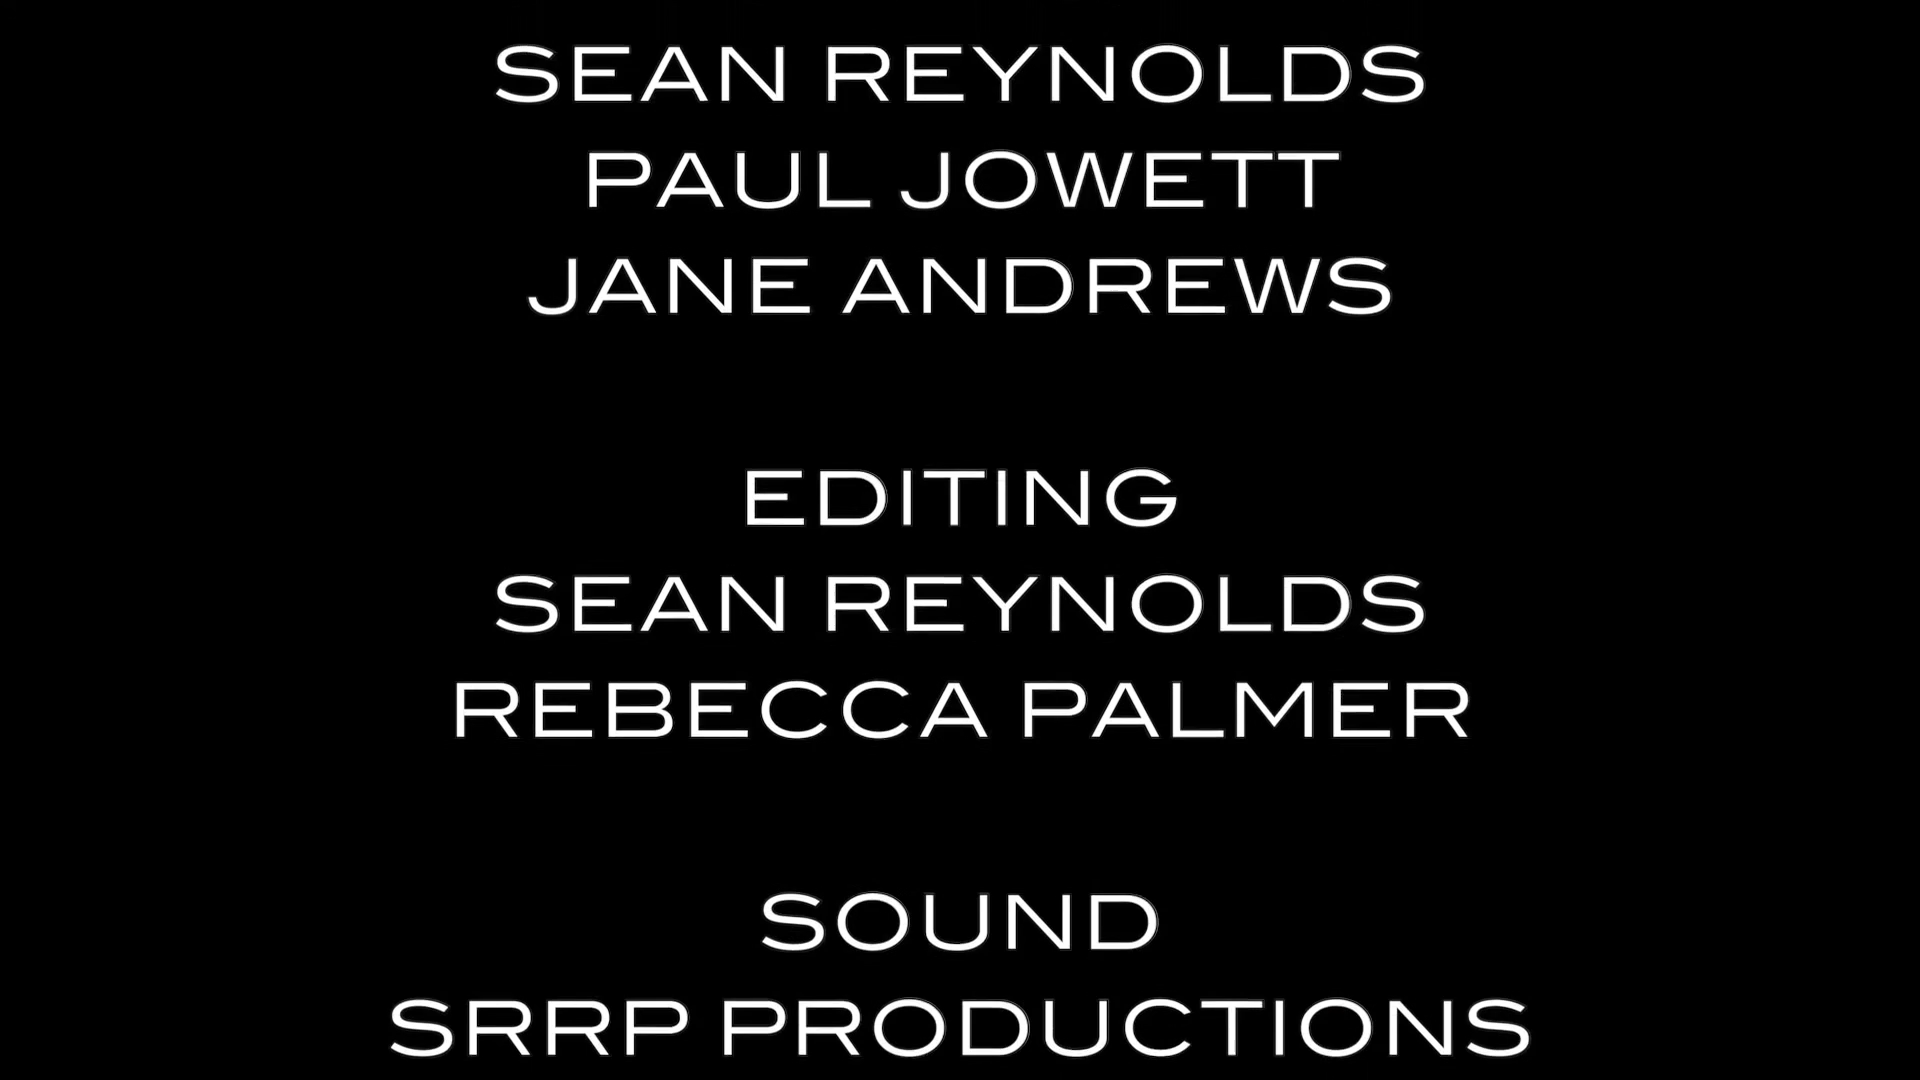 SEAN REYNOLDS
PAUL JOWETT
JANE ANDREWS
EDITING
SEAN REYNOLDS
REBECCA PALMER
SOUND
SRRP PRODUCTIONS